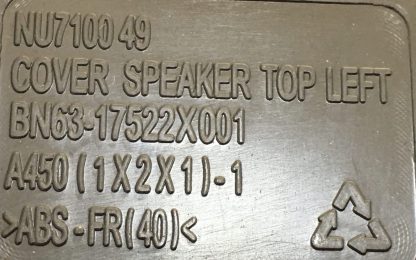 NU7100 49
COVER SPEAKER TOP LEFT
BN63-17522X001
A450 (1X2X1)-1
>ABS-FR(40)<